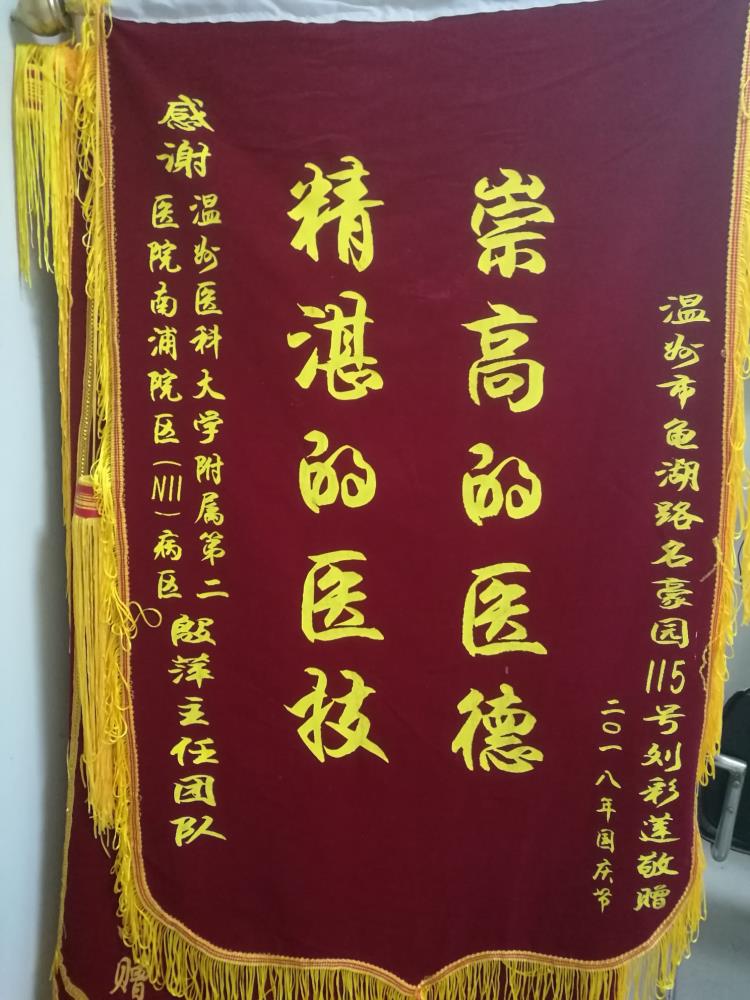 温州市龟湖路名豪园115号刘彩莲敬赠
二〇一八年国庆节
崇高的医德
精湛的医技
感谢
温州医科大学附属第二
医院南浦院区(N11)病区
殷萍主任团队
赠